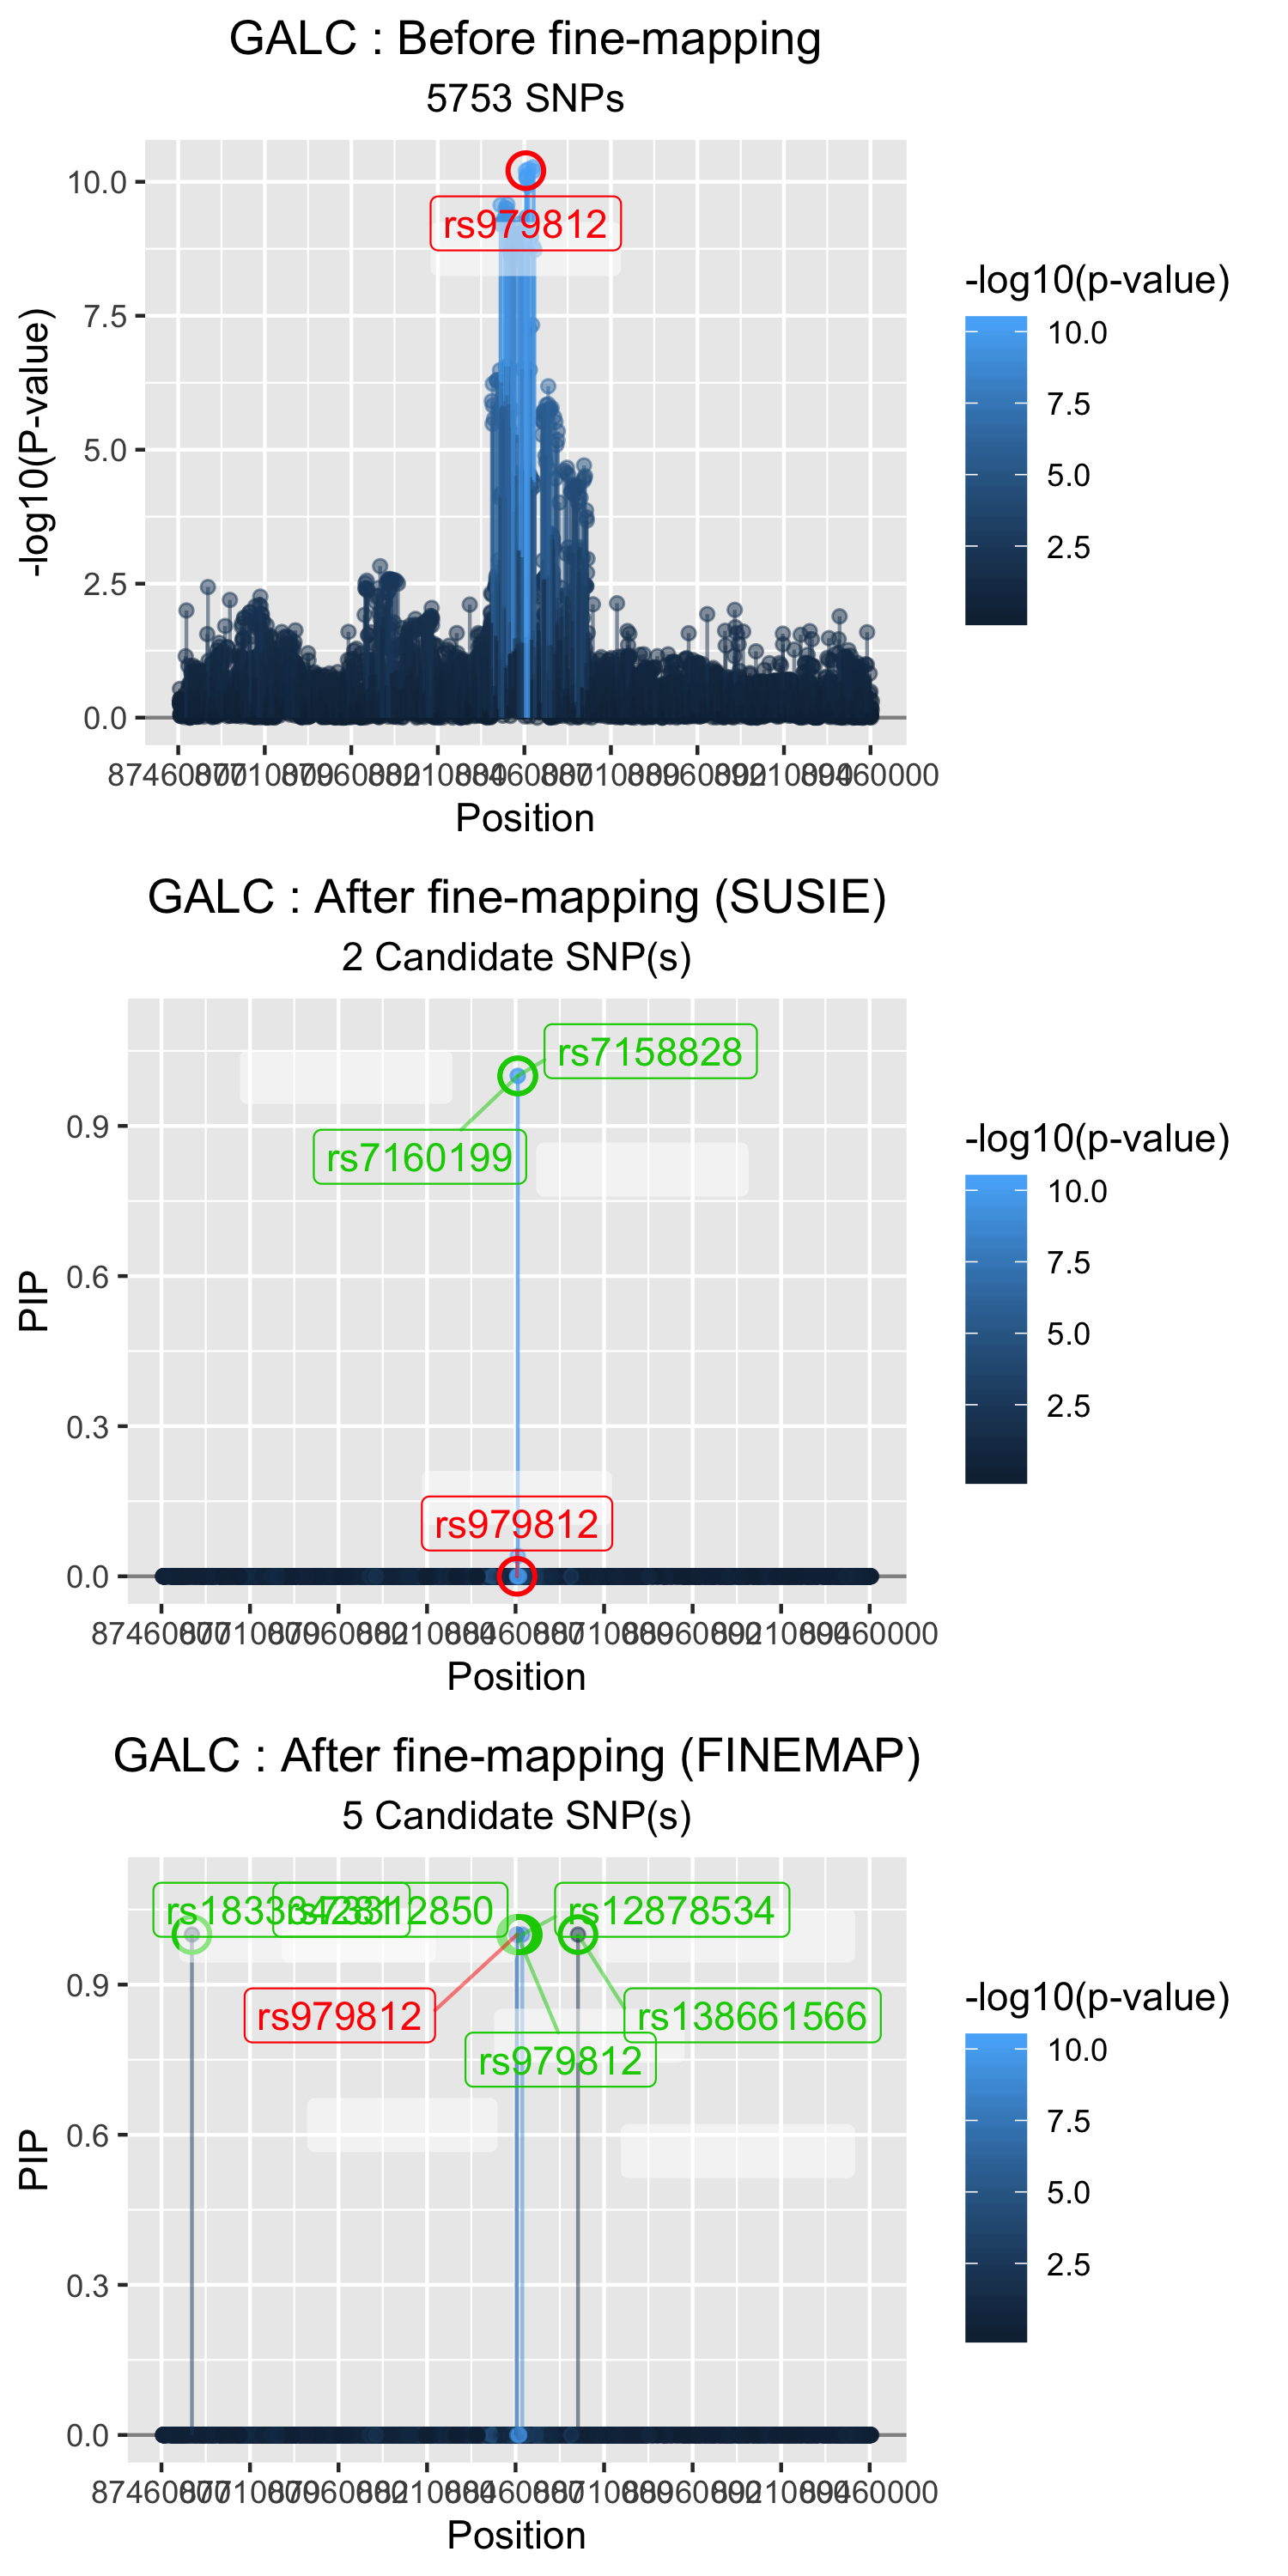 GALC : Before fine-mapping
5753 SNPs
-log10(P-value)
10.0
7.5
5.0
2.5
0.0
rs979812
Position
-log10(p-value)
10.0
7.5
5.0
2.5
GALC : After fine-mapping (SUSIE)
2 Candidate SNP(s)
PIP
0.9
0.6
0.3
0.0
rs7158828
rs7160199
rs979812
Position
-log10(p-value)
10.0
7.5
5.0
2.5
GALC : After fine-mapping (FINEMAP)
5 Candidate SNP(s)
PIP
0.9
0.6
0.3
0.0
rs12878534
rs979812
rs138661566
rs979812
Position
-log10(p-value)
10.0
7.5
5.0
2.5